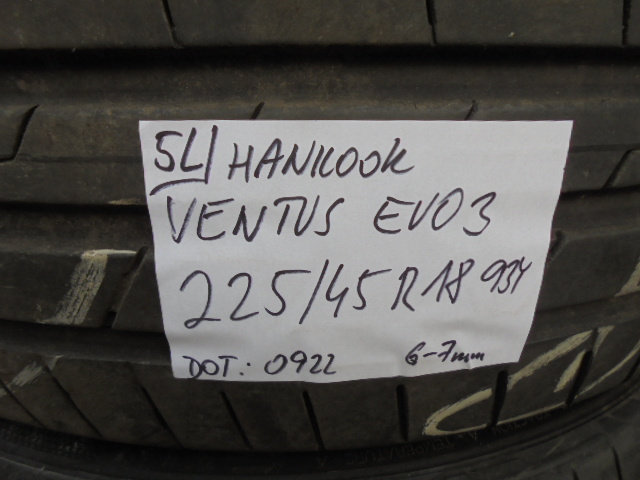 5L HANKOOK
VENTUS EVO3
225/45 R18 93Y
DOT.: 0922 6-7mm